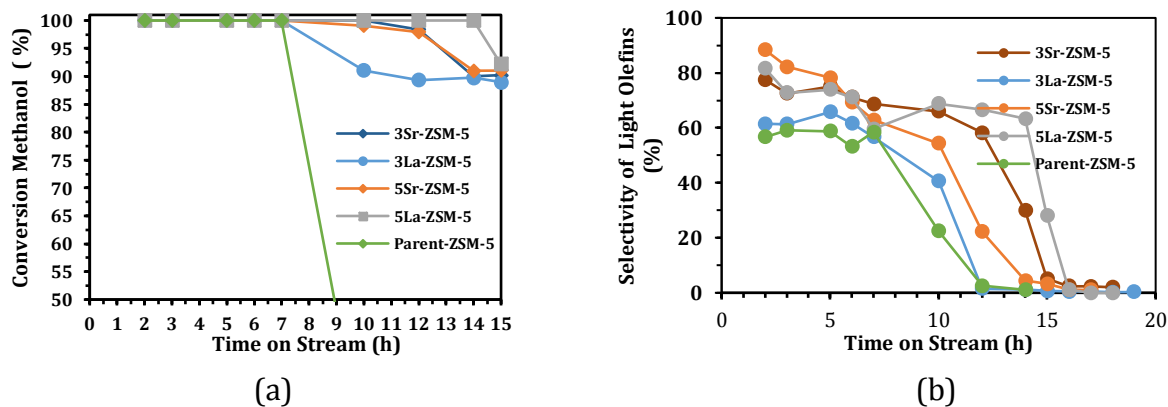 Conversion Methanol ( %)
100
95
90
85
80
75
70
65
60
55
50
3Sr-ZSM-5
3La-ZSM-5
5Sr-ZSM-5
5La-ZSM-5
Parent-ZSM-5
0 1 2 3 4 5 6 7 8 9 10 11 12 13 14 15
Time on Stream (h)
(a)
Selectivity of Light Olefins
(%)
100
80
60
40
20
0
3Sr-ZSM-5
3La-ZSM-5
5Sr-ZSM-5
5La-ZSM-5
Parent-ZSM-5
0 5 10 15 20
Time on Stream (h)
(b)